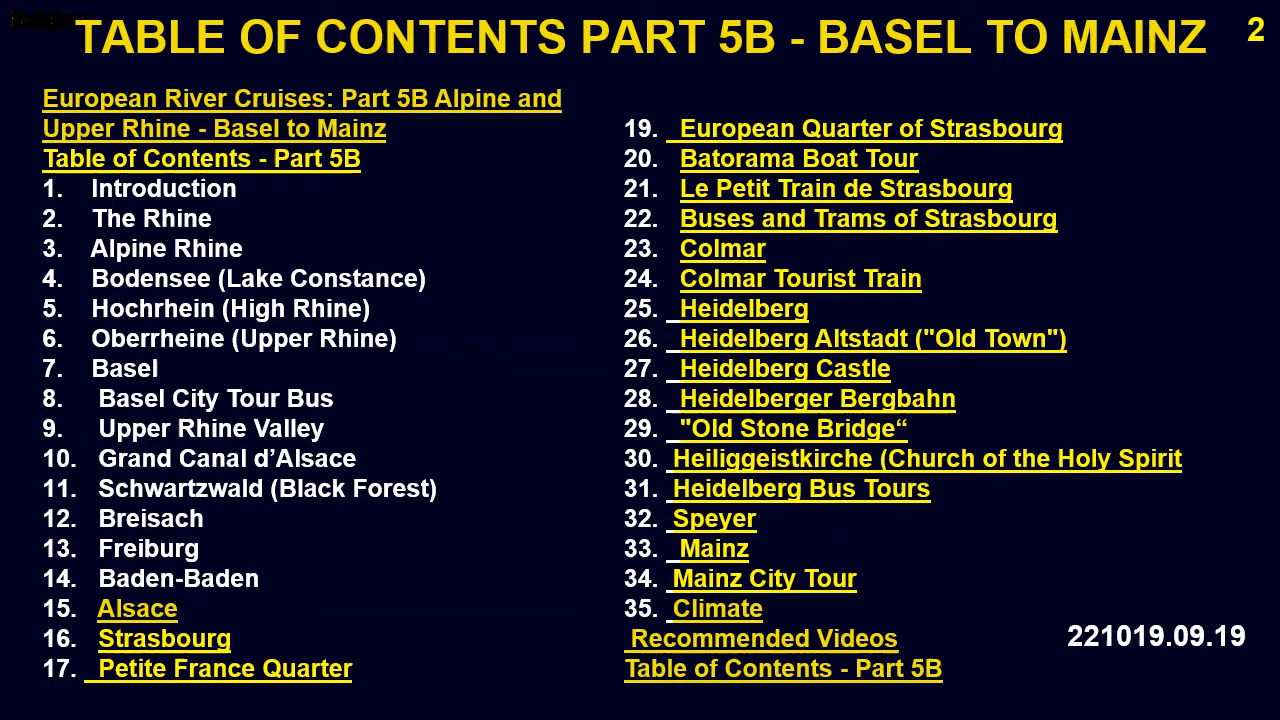 TABLE OF CONTENTS PART 5B - BASEL TO MAINZ
2
European River Cruises: Part 5B Alpine and
Upper Rhine - Basel to Mainz
Table of Contents - Part 5B
1. Introduction
2. The Rhine
3. Alpine Rhine
4. Bodensee (Lake Constance)
5. Hochrhein (High Rhine)
6. Oberrheine (Upper Rhine)
7. Basel
8. Basel City Tour Bus
9. Upper Rhine Valley
10. Grand Canal d’Alsace
11. Schwartzwald (Black Forest)
12. Breisach
13. Freiburg
14. Baden-Baden
15. Alsace
16. Strasbourg
17. Petite France Quarter
19. European Quarter of Strasbourg
20. Batorama Boat Tour
21. Le Petit Train de Strasbourg
22. Buses and Trams of Strasbourg
23. Colmar
24. Colmar Tourist Train
25. Heidelberg
26. Heidelberg Altstadt ("Old Town")
27. Heidelberg Castle
28. Heidelberger Bergbahn
29. "Old Stone Bridge“
30. Heiliggeistkirche (Church of the Holy Spirit
31. Heidelberg Bus Tours
32. Speyer
33. Mainz
34. Mainz City Tour
35. Climate
Recommended Videos
Table of Contents - Part 5B
221019.09.19